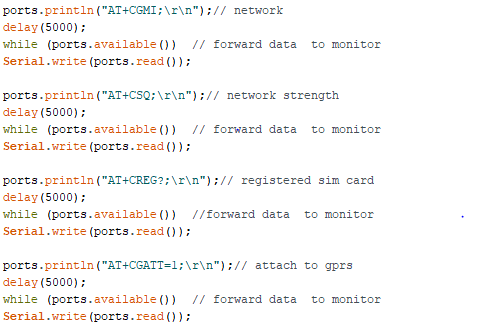 ports.println("AT+CGMI;\r\n");// network
delay(5000);
while (ports.available())  // forward data  to monitor
Serial.write(ports.read());

ports.println("AT+CSQ;\r\n");// network strength
delay(5000);
while (ports.available())  // forward data  to monitor
Serial.write(ports.read());

ports.println("AT+CREG?;\r\n");// registered sim card
delay(5000);
while (ports.available())  //forward data  to monitor
Serial.write(ports.read());

ports.println("AT+CGATT=1;\r\n");// attach to gprs
delay(5000);
while (ports.available())  // forward data  to monitor
Serial.write(ports.read());